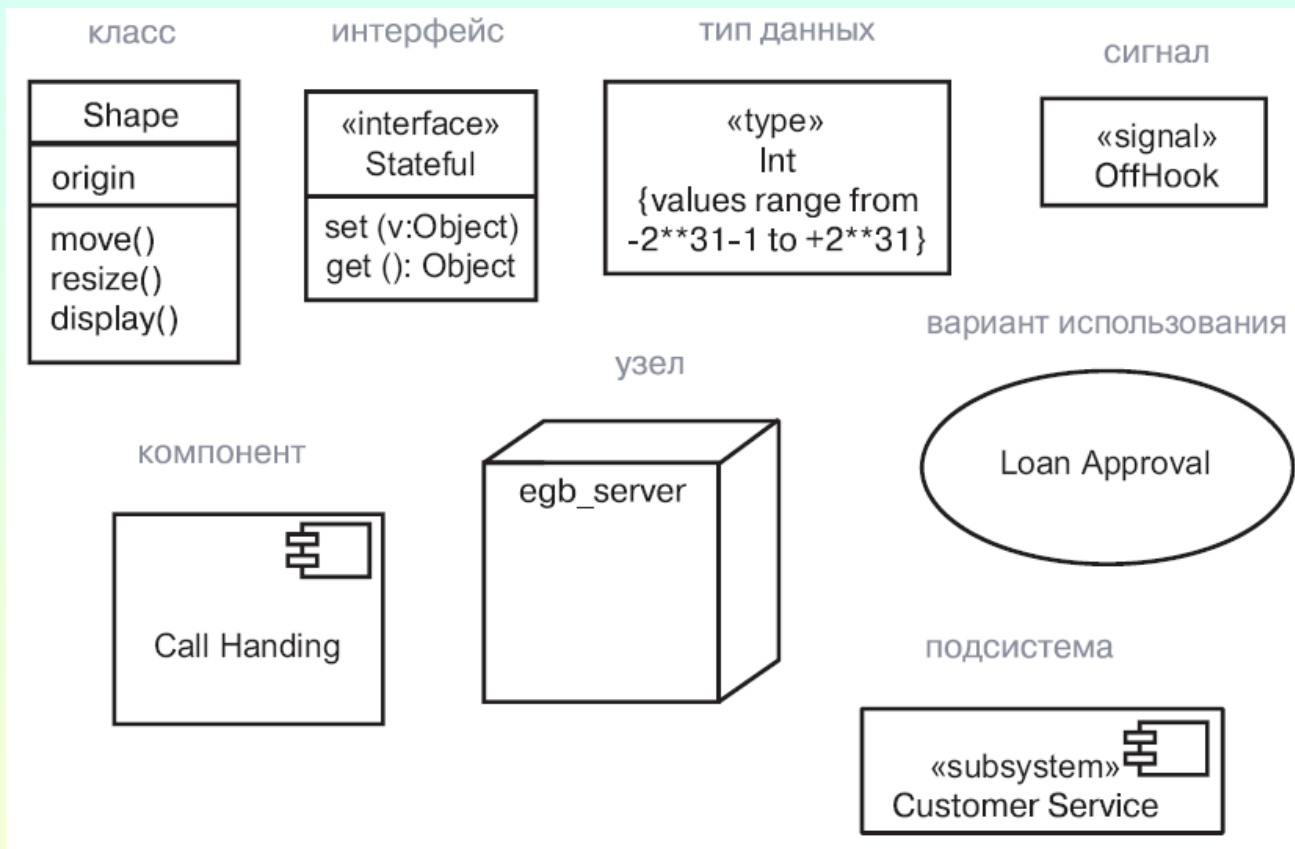 класс
Shape
origin
move()
resize()
display()
интерфейс
«interface»
Stateful
set (v:Object)
get (): Object
тип данных
«type»
Int
{values range from
-2**31-1 to +2**31}
сигнал
«signal»
OffHook
компонент
Call Handing
узел
egb_server
вариант использования
Loan Approval
подсистема
«subsystem»
Customer Service